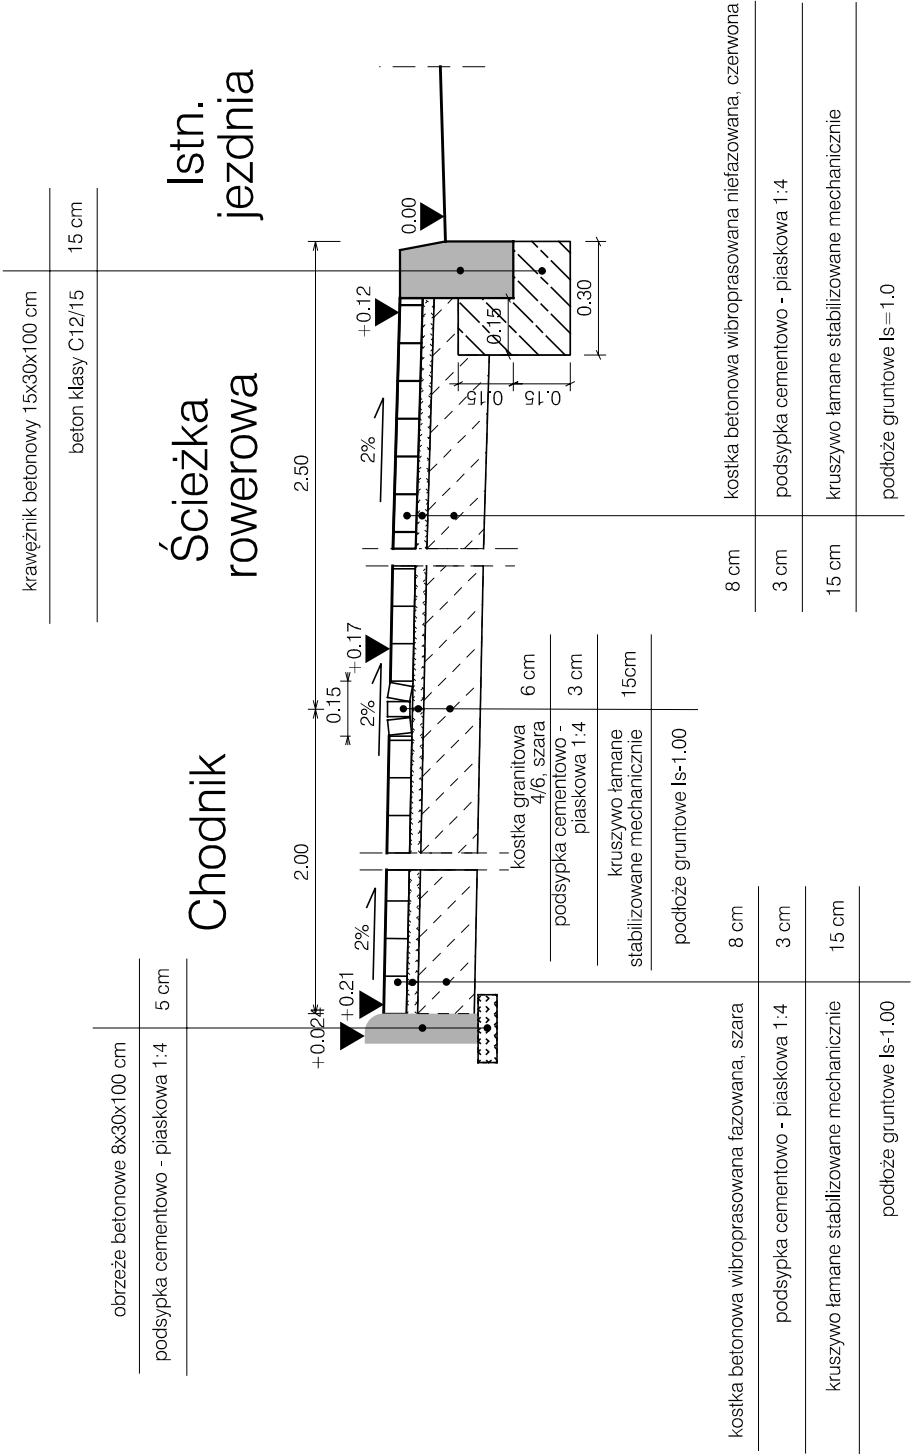 obrzeże betonowe 8x30x100 cm
podsypka cementowo - piaskowa 1:4
5 cm
krawężnik betonowy 15x30x100 cm
beton klasy C12/15
15 cm
Chodnik
Ścieżka
rowerowa
Istn.
jezdnia
2.00
2.50
+0.024
+0.21
2%
0.15
2%
+0.17
2%
+0.12
0.00
0.15
0.15
0.15
0.30
kostka granitowa
4/6, szara
6 cm
podsypka cementowo -
piaskowa 1:4
3 cm
kruszywo łamane
stabilizowane mechanicznie
15cm
podłoże gruntowe Is-1.00
kostka betonowa wibroprasowana fazowana, szara
8 cm
podsypka cementowo - piaskowa 1:4
3 cm
kruszywo łamane stabilizowane mechanicznie
15 cm
podłoże gruntowe Is-1.00
8 cm
kostka betonowa wibroprasowana niefazowana, czerwona
3 cm
podsypka cementowo - piaskowa 1:4
15 cm
kruszywo łamane stabilizowane mechanicznie
podłoże gruntowe Is=1.0